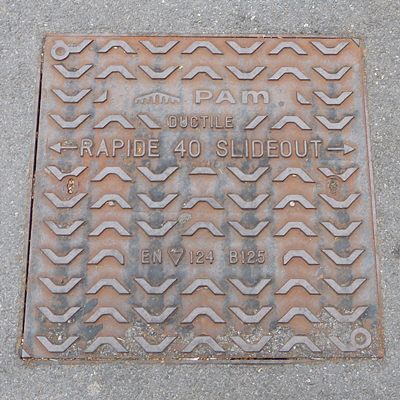 PAM
DUCTILE
RAPIDE 40 SLIDEOUT
EN 124 B125